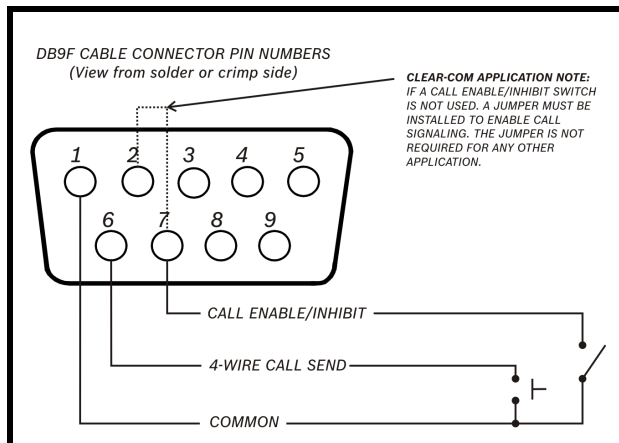 DB9F CABLE CONNECTOR PIN NUMBERS
(View from solder or crimp side)
CLEAR-COM APPLICATION NOTE:
IF A CALL ENABLE/INHIBIT SWITCH
IS NOT USED. A JUMPER MUST BE
INSTALLED TO ENABLE CALL
SIGNALING. THE JUMPER IS NOT
REQUIRED FOR ANY OTHER
APPLICATION.
1 2 3 4 5
6 7 8 9
CALL ENABLE/INHIBIT
4-WIRE CALL SEND
COMMON